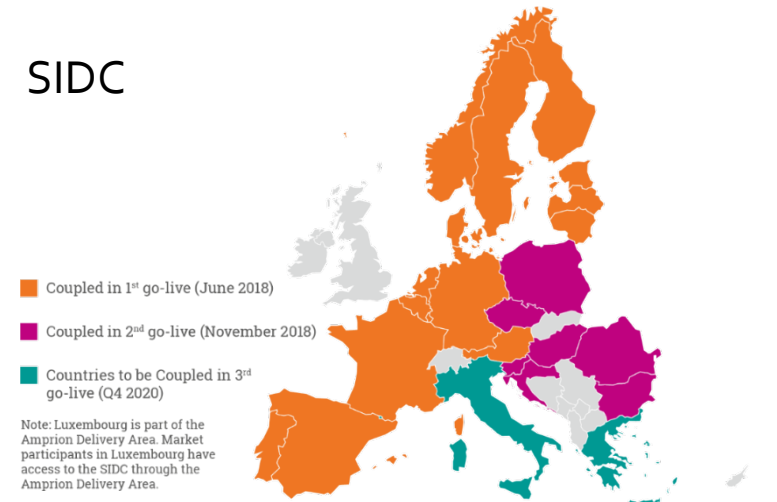 SIDC
Coupled in 1st go-live (June 2018)
Coupled in 2nd go-live (November 2018)
Countries to be Coupled in 3rd
go-live (Q4 2020)
Note: Luxembourg is part of the
Amprion Delivery Area. Market
participants in Luxembourg have
access to the SIDC through the
Amprion Delivery Area.